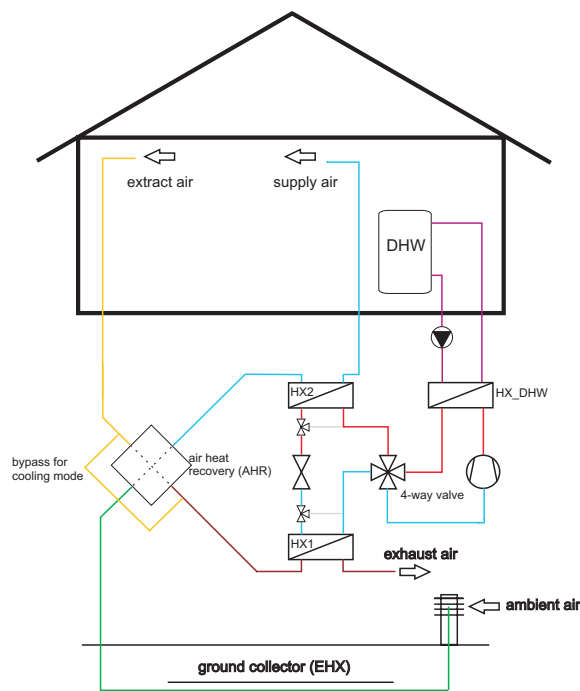 extract air
supply air
DHW
HX2
HX_DHW
bypass for
cooling mode
air heat
recovery (AHR)
4-way valve
HX1
exhaust air
ambient air
ground collector (EHX)